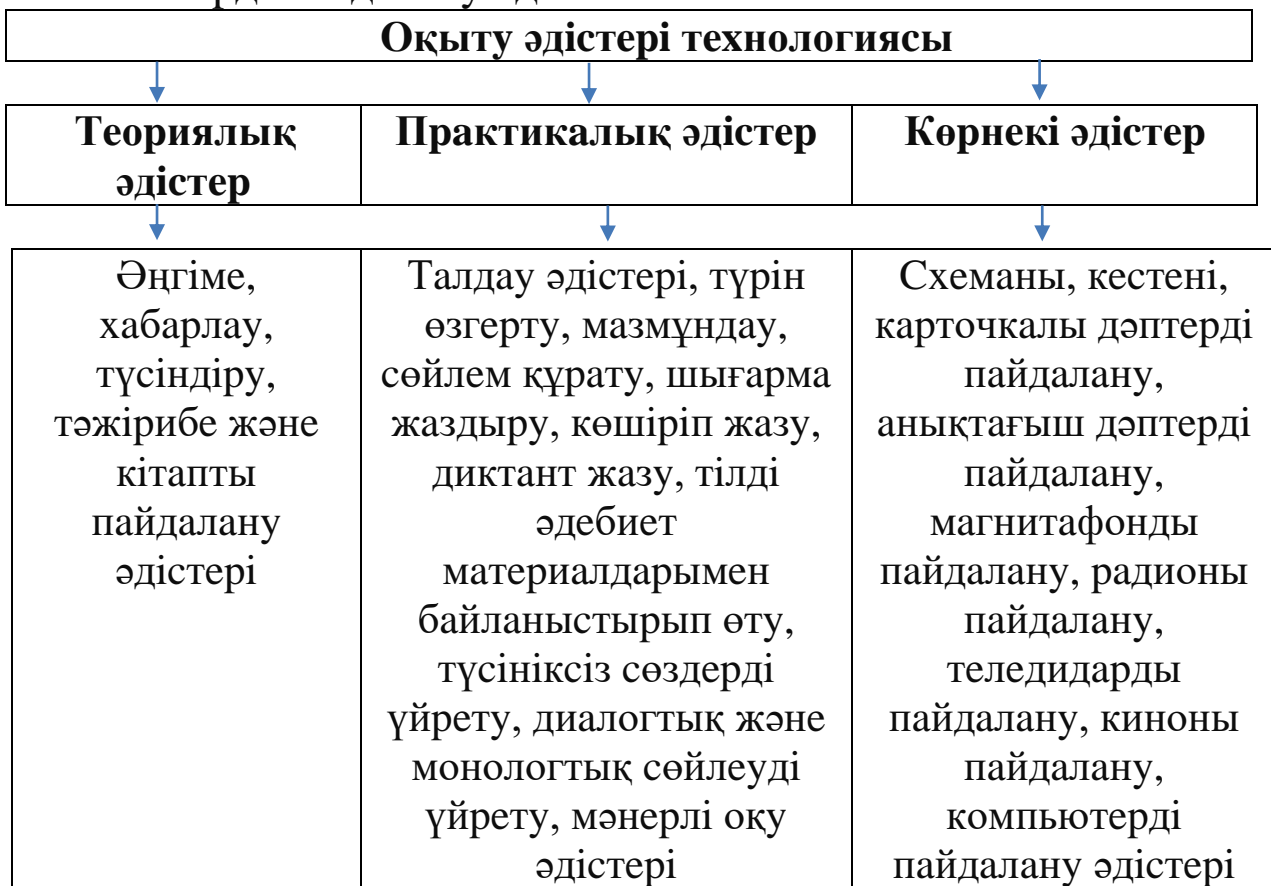 Оқыту әдістері технологиясы
Теориялық
әдістер
Практикалық әдістер
Көрнекі әдістер
Әңгіме,
хабарлау,
түсіндіру,
тәжірибе және
кітапты
пайдалану
әдістері
Талдау әдістері, түрін
өзгерту, мазмұндау,
сөйлем құрату, шығарма
жаздыру, көшіріп жазу,
диктант жазу, тілді
әдебиет
материалдарымен
байланыстырып өту,
түсініксіз сөздерді
үйрету, диалогтық және
монологтық сөйлеуді
үйрету, мәнерлі оқу
әдістері
Схеманы, кестені,
карточкалы дәптерді
пайдалану,
анықтағыш дәптерді
пайдалану,
магнитафонды
пайдалану, радионы
пайдалану,
теледидарды
пайдалану, киноны
пайдалану,
компьютерді
пайдалану әдістері